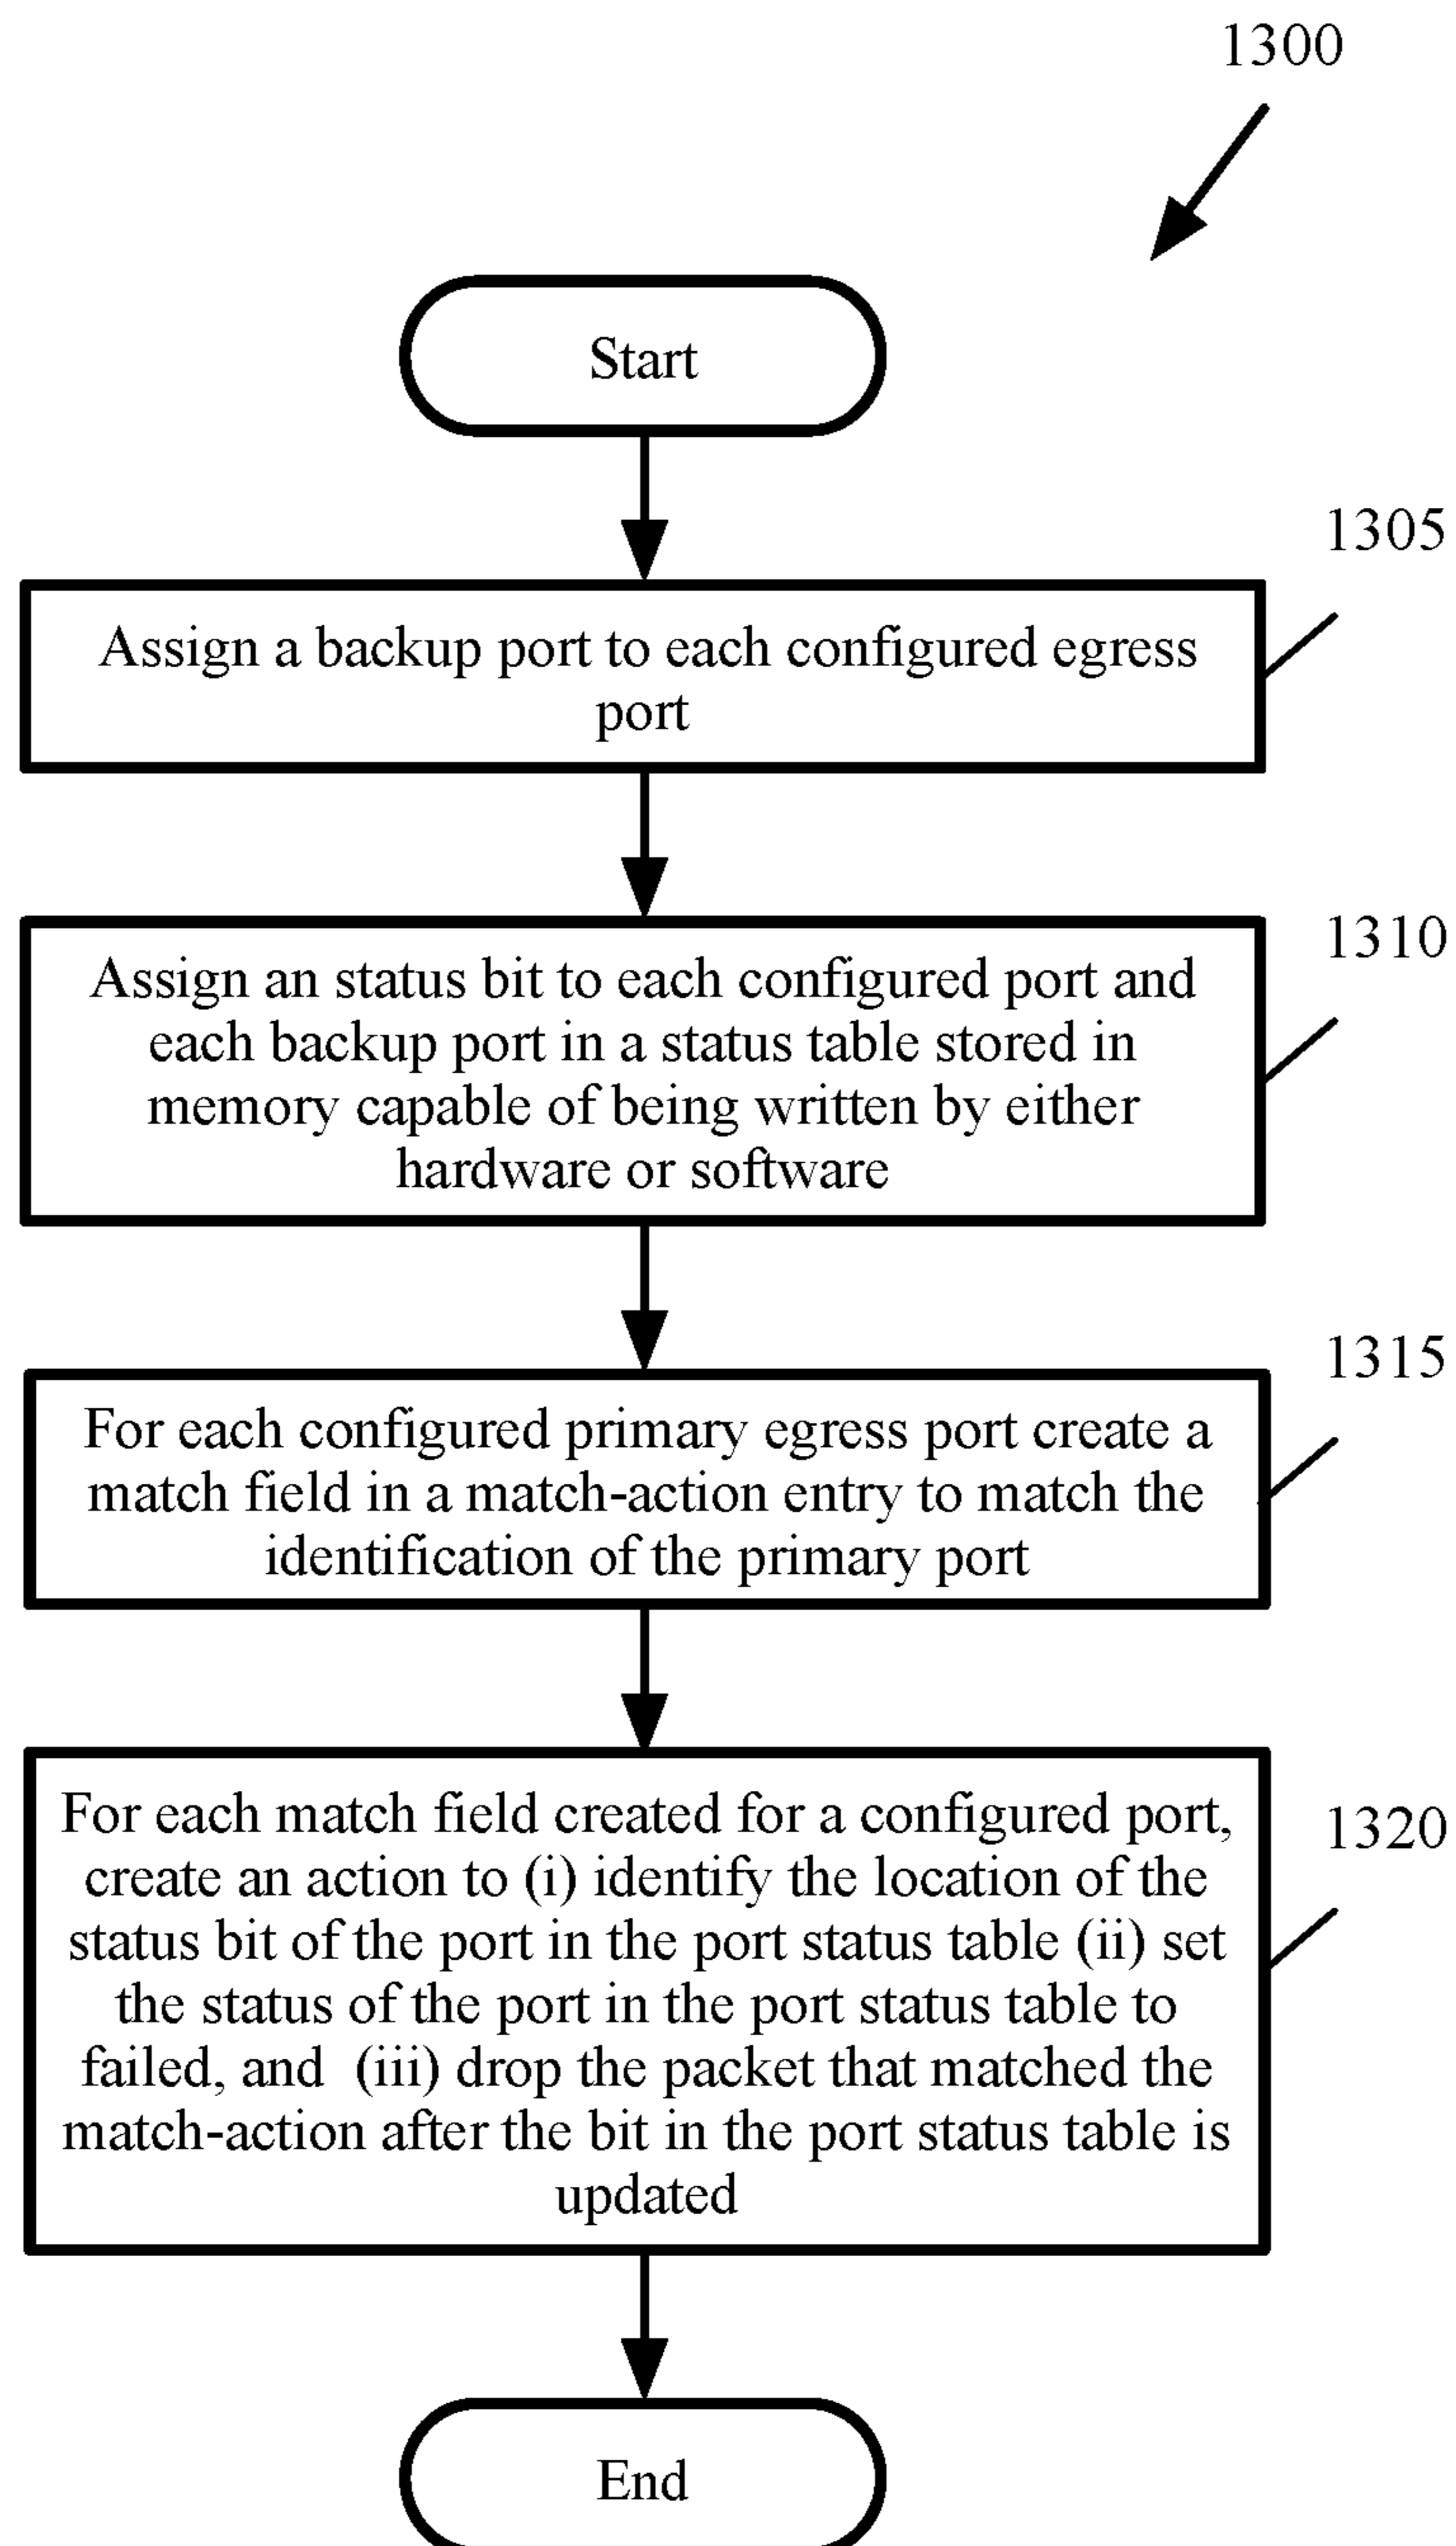 1300
Start
1305
Assign a backup port to each configured egress
port
1310
Assign an status bit to each configured port and
each backup port in a status table stored in
memory capable of being written by either
hardware or software
1315
For each configured primary egress port create a
match field in a match-action entry to match the
identification of the primary port
1320
For each match field created for a configured port,
create an action to (i) identify the location of the
status bit of the port in the port status table (ii) set
the status of the port in the port status table to
failed, and (iii) drop the packet that matched the
match-action after the bit in the port status table is
updated
End